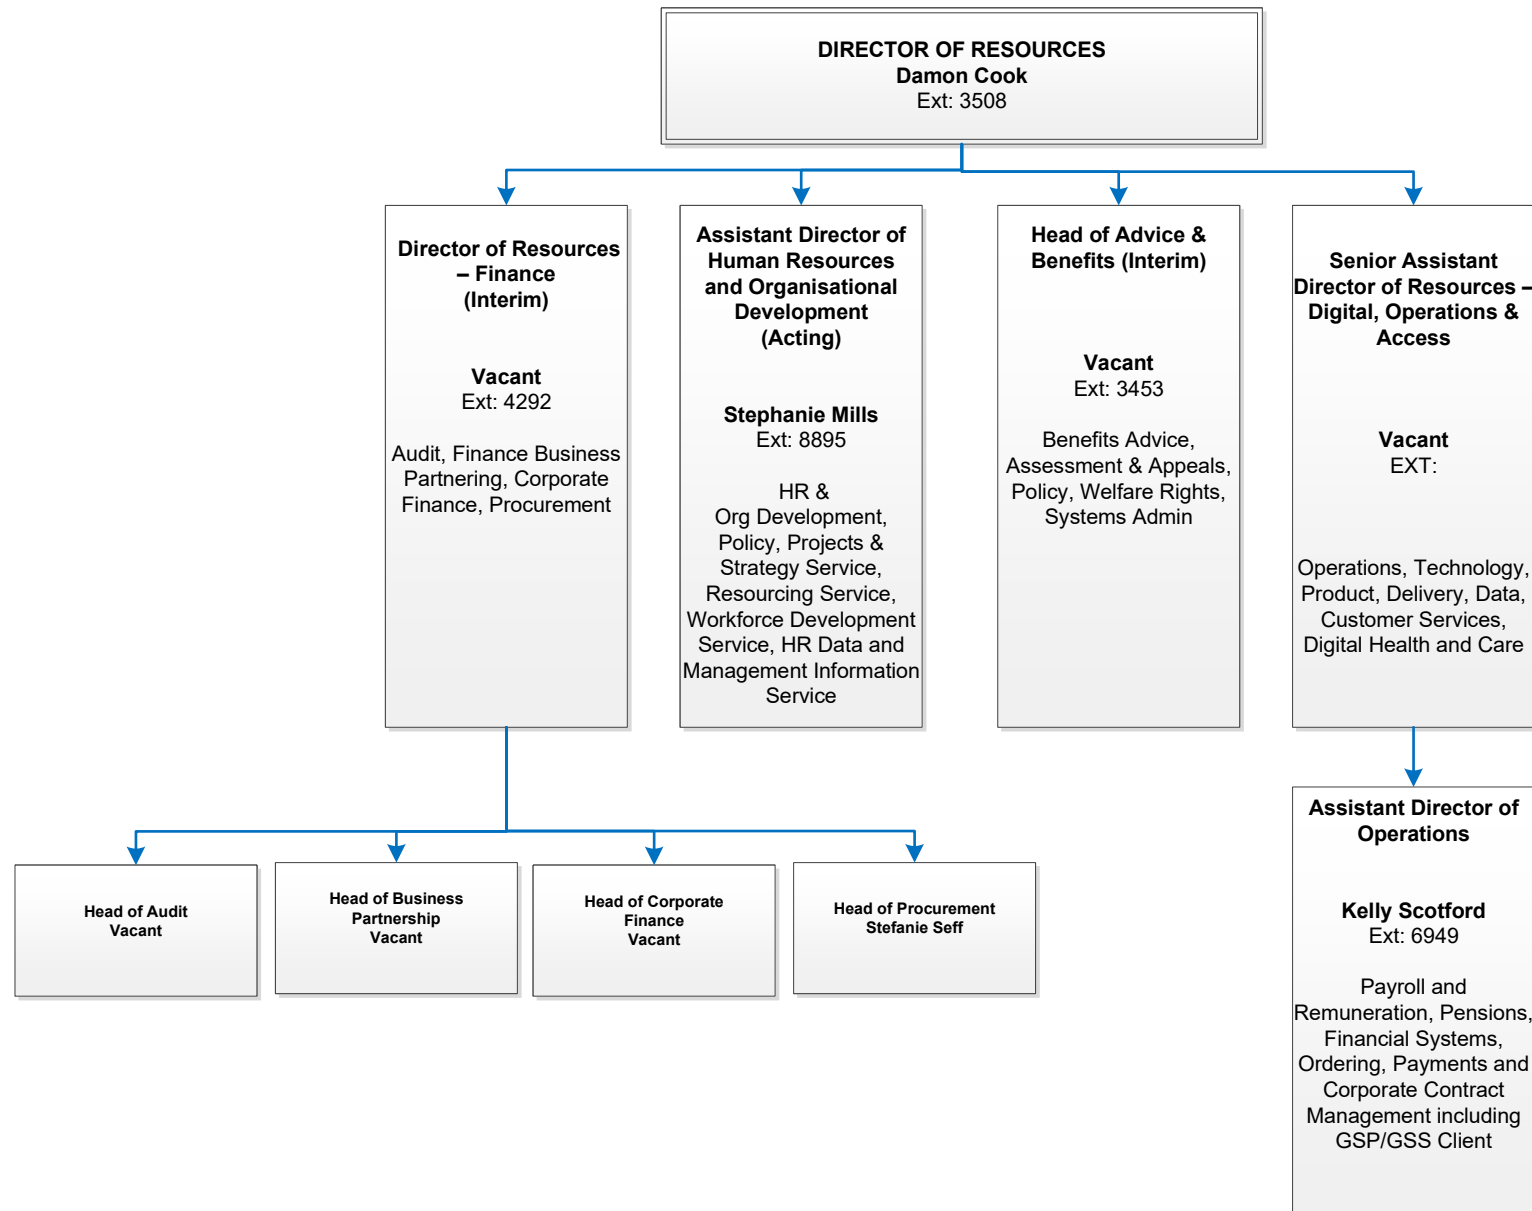 DIRECTOR OF RESOURCES
Damon Cook
Ext: 3508
Director of Resources
– Finance
(Interim)
Vacant
Ext: 4292
Audit, Finance Business
Partnering, Corporate
Finance, Procurement
Assistant Director of
Human Resources
and Organisational
Development
(Acting)
Stephanie Mills
Ext: 8895
HR &
Org Development,
Policy, Projects &
Strategy Service,
Resourcing Service,
Workforce Development
Service, HR Data and
Management Information
Service
Head of Advice &
Benefits (Interim)
Vacant
Ext: 3453
Benefits Advice,
Assessment & Appeals,
Policy, Welfare Rights,
Systems Admin
Senior Assistant
Director of Resources –
Digital, Operations &
Access
Vacant
EXT:
Operations, Technology,
Product, Delivery, Data,
Customer Services,
Digital Health and Care
Head of Audit
Vacant
Head of Business
Partnership
Vacant
Head of Corporate
Finance
Vacant
Head of Procurement
Stefanie Seff
Assistant Director of
Operations
Kelly Scotford
Ext: 6949
Payroll and
Remuneration, Pensions,
Financial Systems,
Ordering, Payments and
Corporate Contract
Management including
GSP/GSS Client